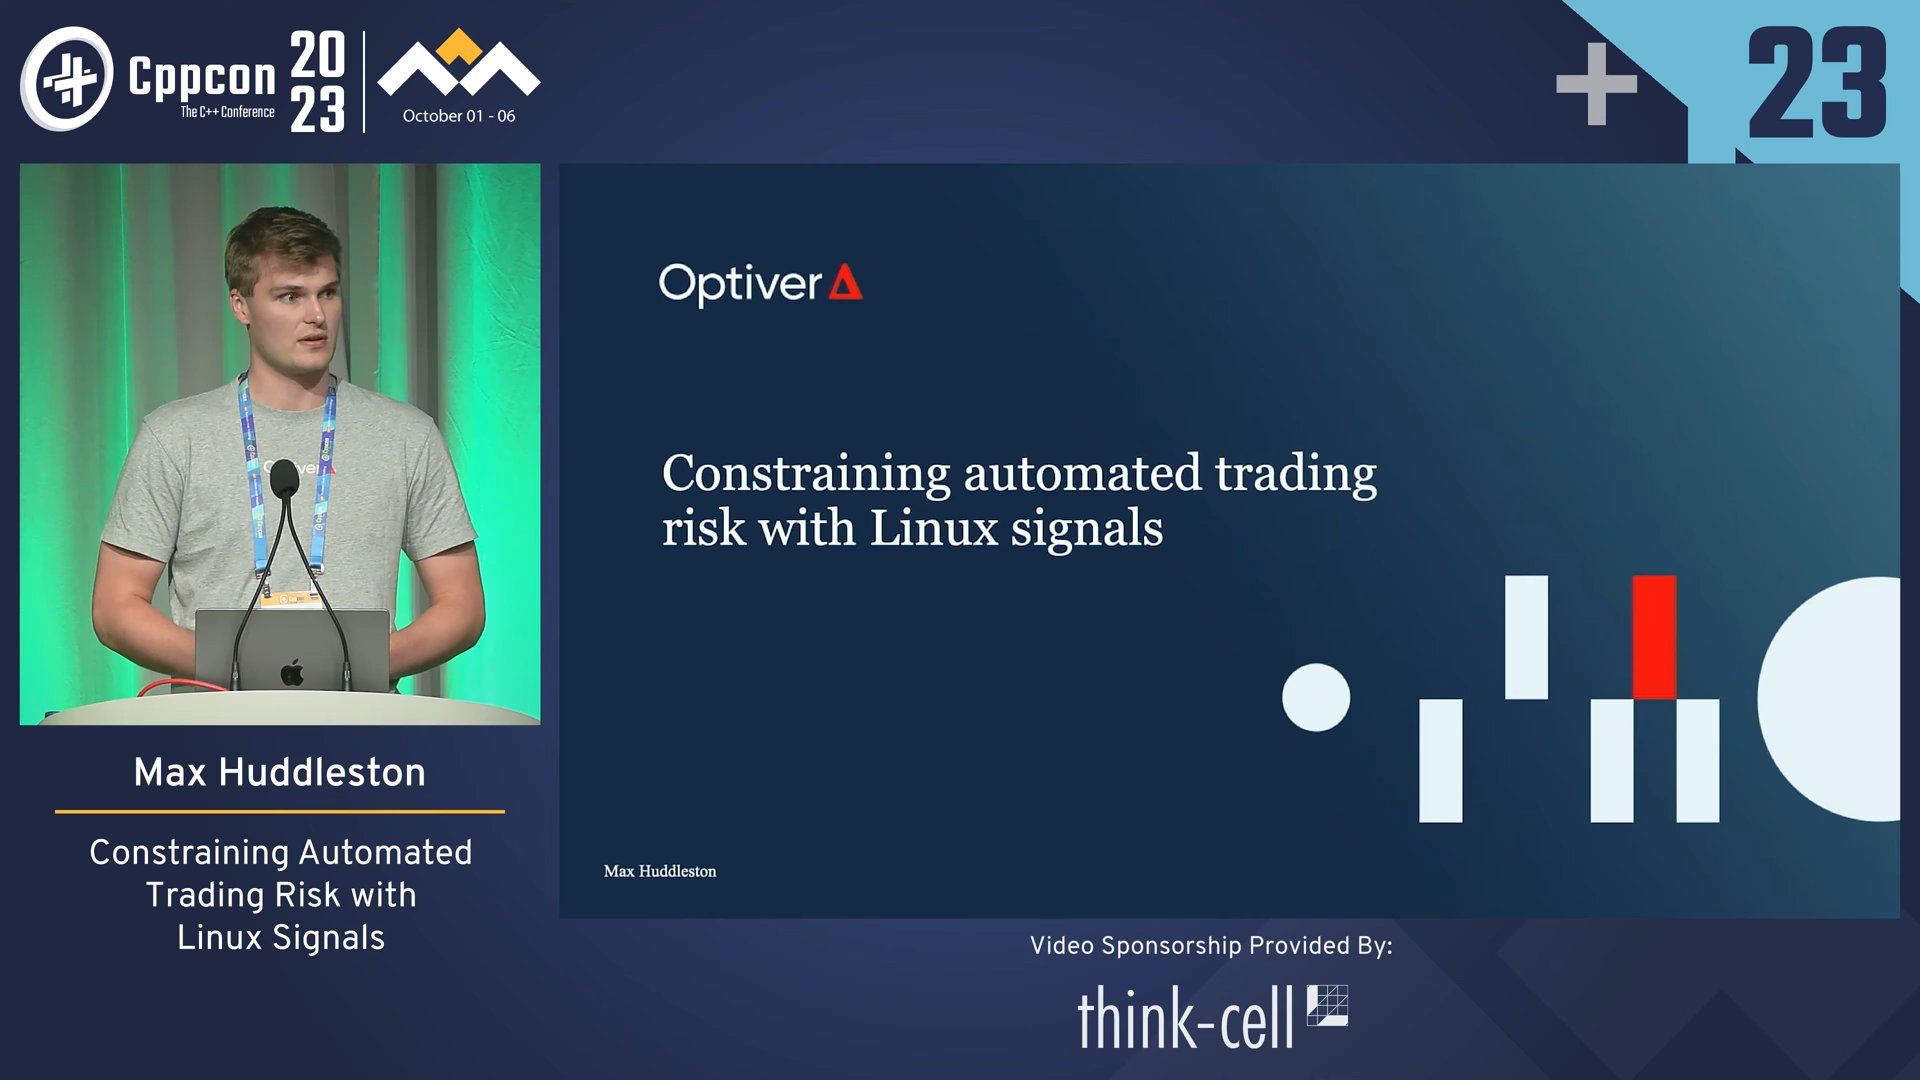 Cppcon
The C++ Conference
20
23
October 01 - 06
23
Optiver
Constraining automated trading
risk with Linux signals
Max Huddleston
Max Huddleston
Constraining Automated
Trading Risk with
Linux Signals
Video Sponsorship Provided By:
think-cell